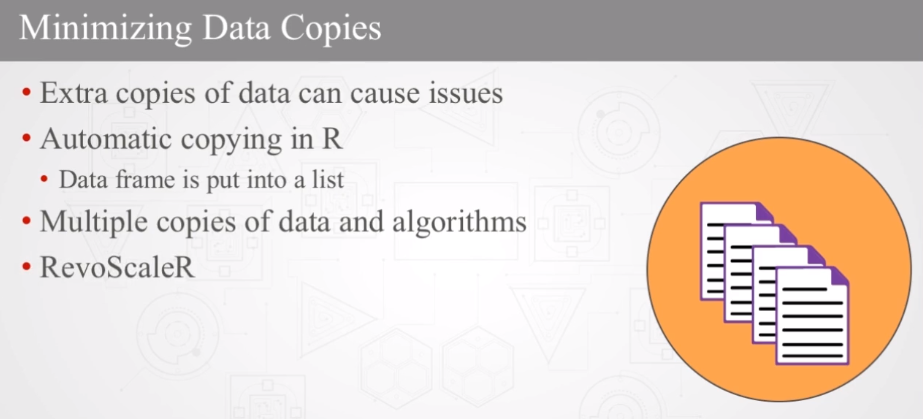 Minimizing Data Copies
• Extra copies of data can cause issues
• Automatic copying in R
• Data frame is put into a list
• Multiple copies of data and algorithms
• RevoScaleR